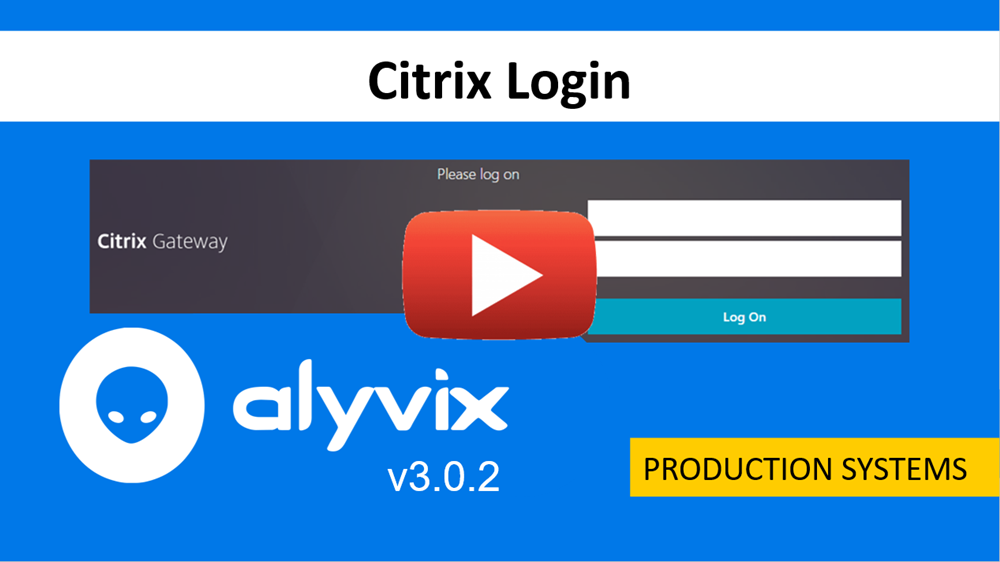 Citrix Login
Please log on
Citrix Gateway
Log On
alyvix
v3.0.2
PRODUCTION SYSTEMS